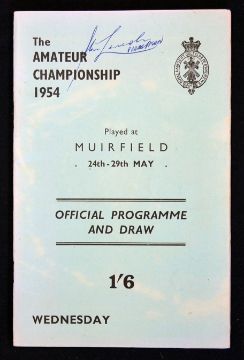 The
AMATEUR
CHAMPIONSHIP
1954
Played at
MUIRFIELD
24th-29th MAY .
OFFICIAL PROGRAMME
AND DRAW
1'6
WEDNESDAY